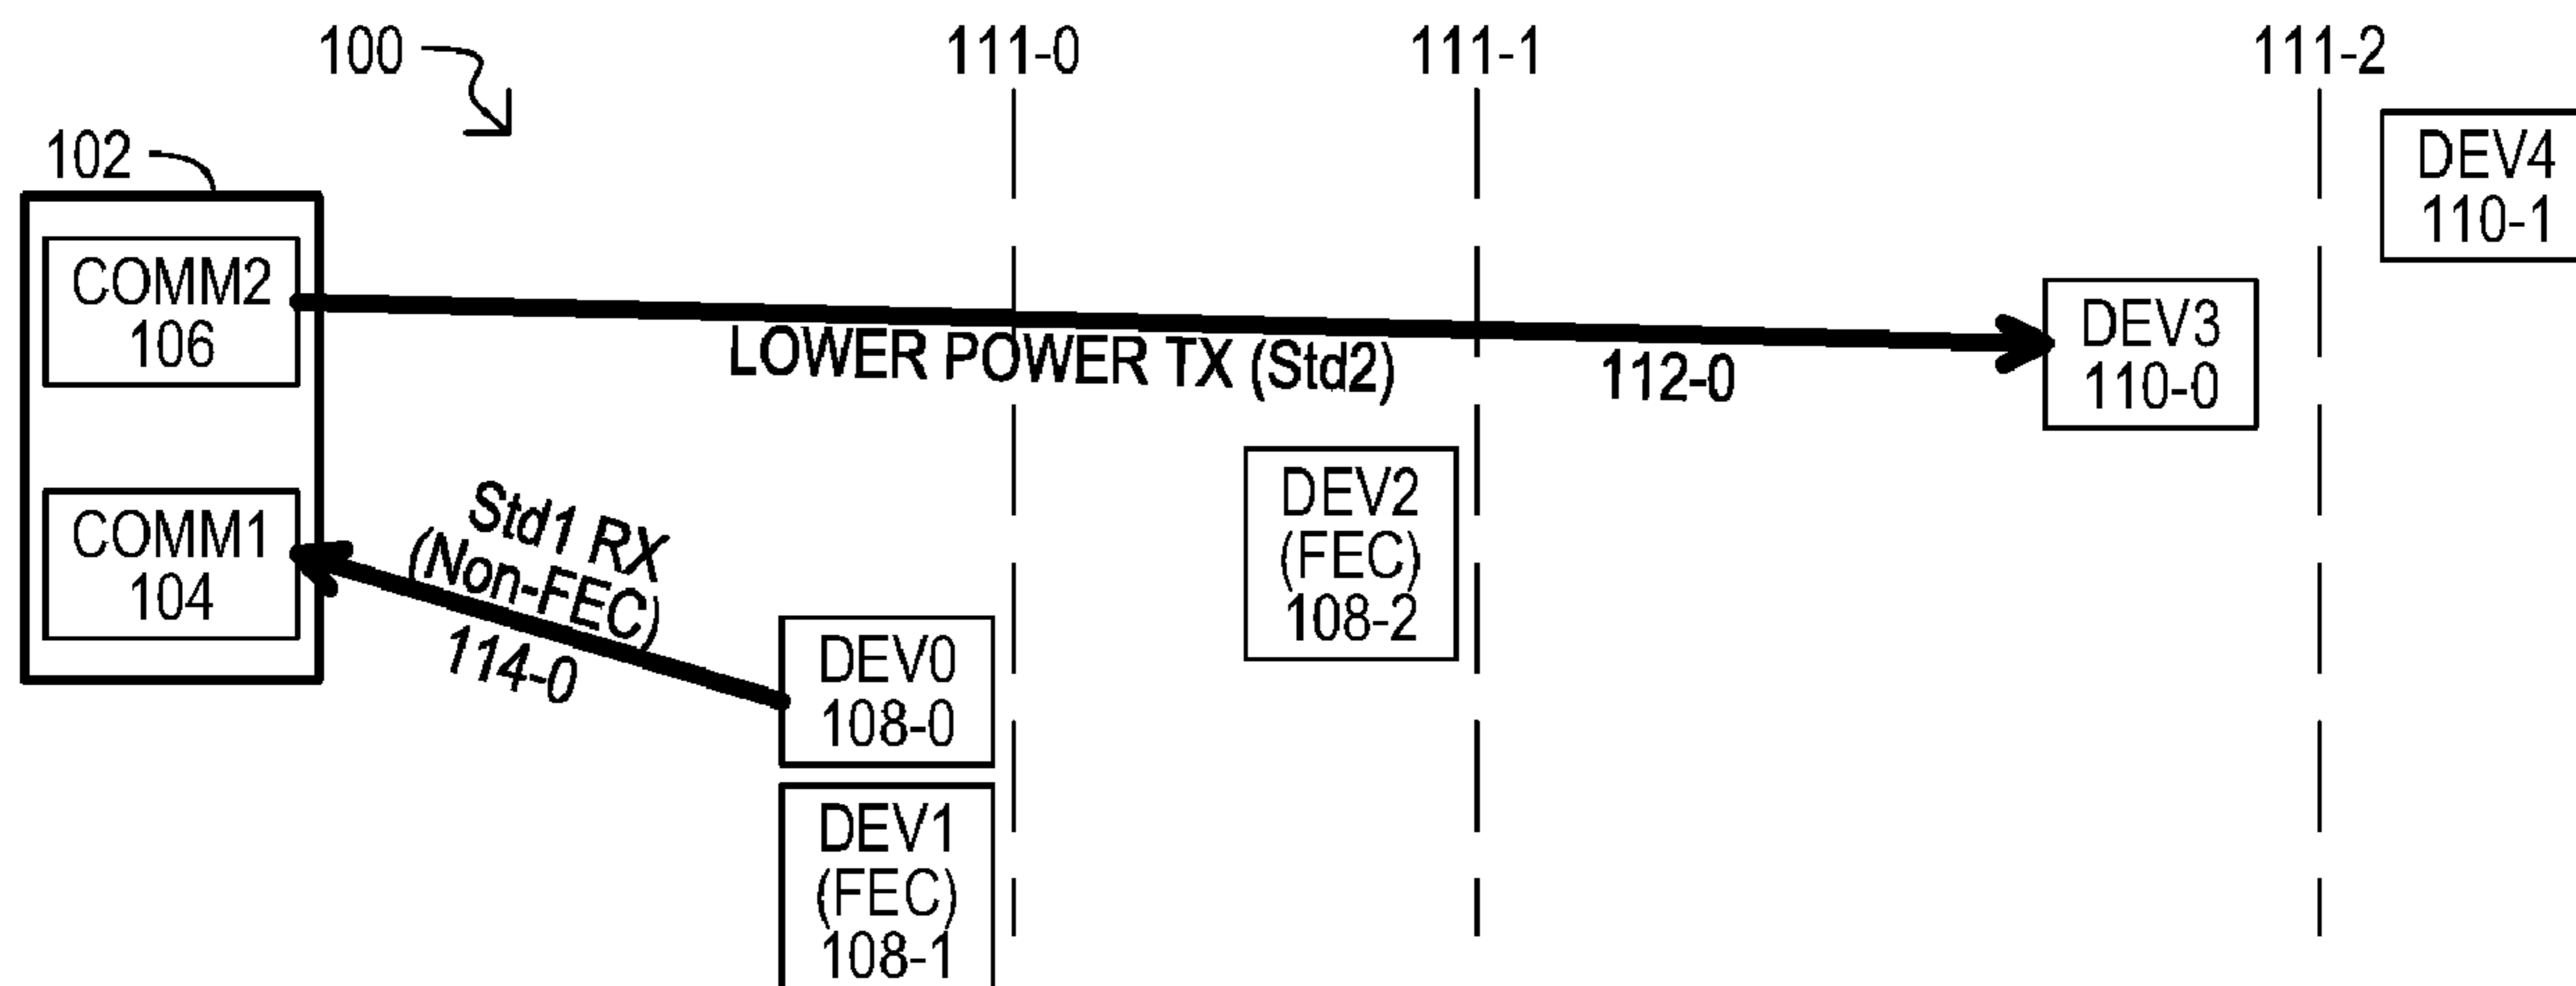 100
111-0
111-1
111-2
102
DEV4
110-1
COMM2
106
LOWER POWER TX (Std2)
112-0
DEV3
110-0
COMM1
104
Std1 RX
(Non-FEC)
114-0
DEV2
(FEC)
108-2
DEV0
108-0
DEV1
(FEC)
108-1